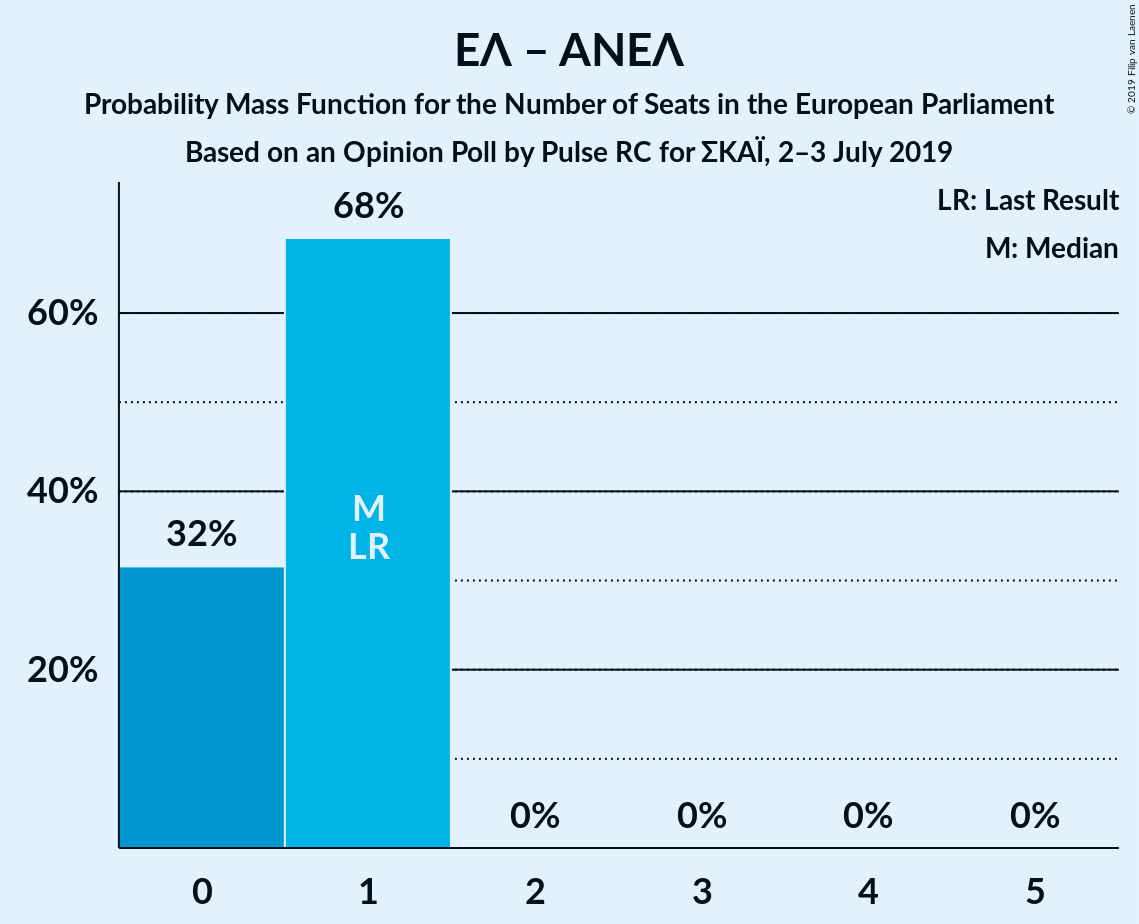 ΕΛ – ΑΝΕΛ
Probability Mass Function for the Number of Seats in the European Parliament
Based on an Opinion Poll by Pulse RC for ΣΚΑΪ, 2–3 July 2019
© 2019 Filip van Laenen
LR: Last Result
M: Median
68%
60%
40%
M
LR
32%
20%
0% 0% 0% 0%
0 1 2 3 4 5